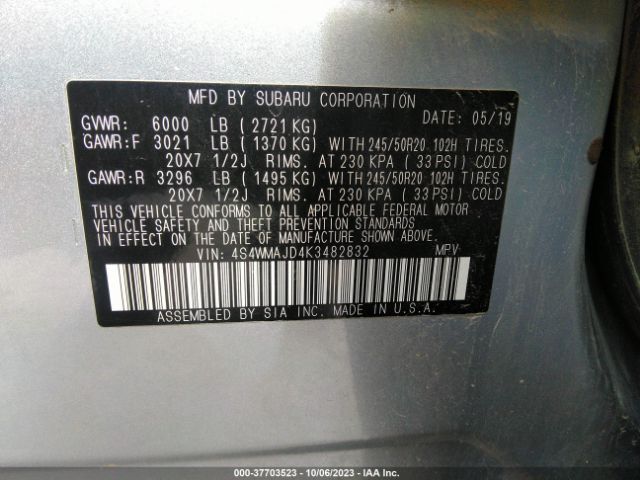 MFD BY SUBARU CORPORATION
GVWR: 6000 LB ( 2721 KG) DATE: 05/19
GAWR:F 3021 LB ( 1370 KG) WITH 245/50R20 102H TIRES.
20X7 1/2J RIMS. AT 230 KPA ( 33 PSI) COLD
GAWR:R 3296 LB ( 1495 KG) WITH 245/50R20 102H TIRES.
20X7 1/2J RIMS. AT 230 KPA ( 33 PSI) COLD
THIS VEHICLE CONFORMS TO ALL APPLICABLE FEDERAL MOTOR
VEHICLE SAFETY AND THEFT PREVENTION STANDARDS
IN EFFECT ON THE DATE OF MANUFACTURE SHOWN ABOVE.
VIN: 4S4WMAJD4K3482832 MPV
ASSEMBLED BY SIA INC. MADE IN U.S.A.
000-37703523 - 10/06/2023 - IAA Inc.